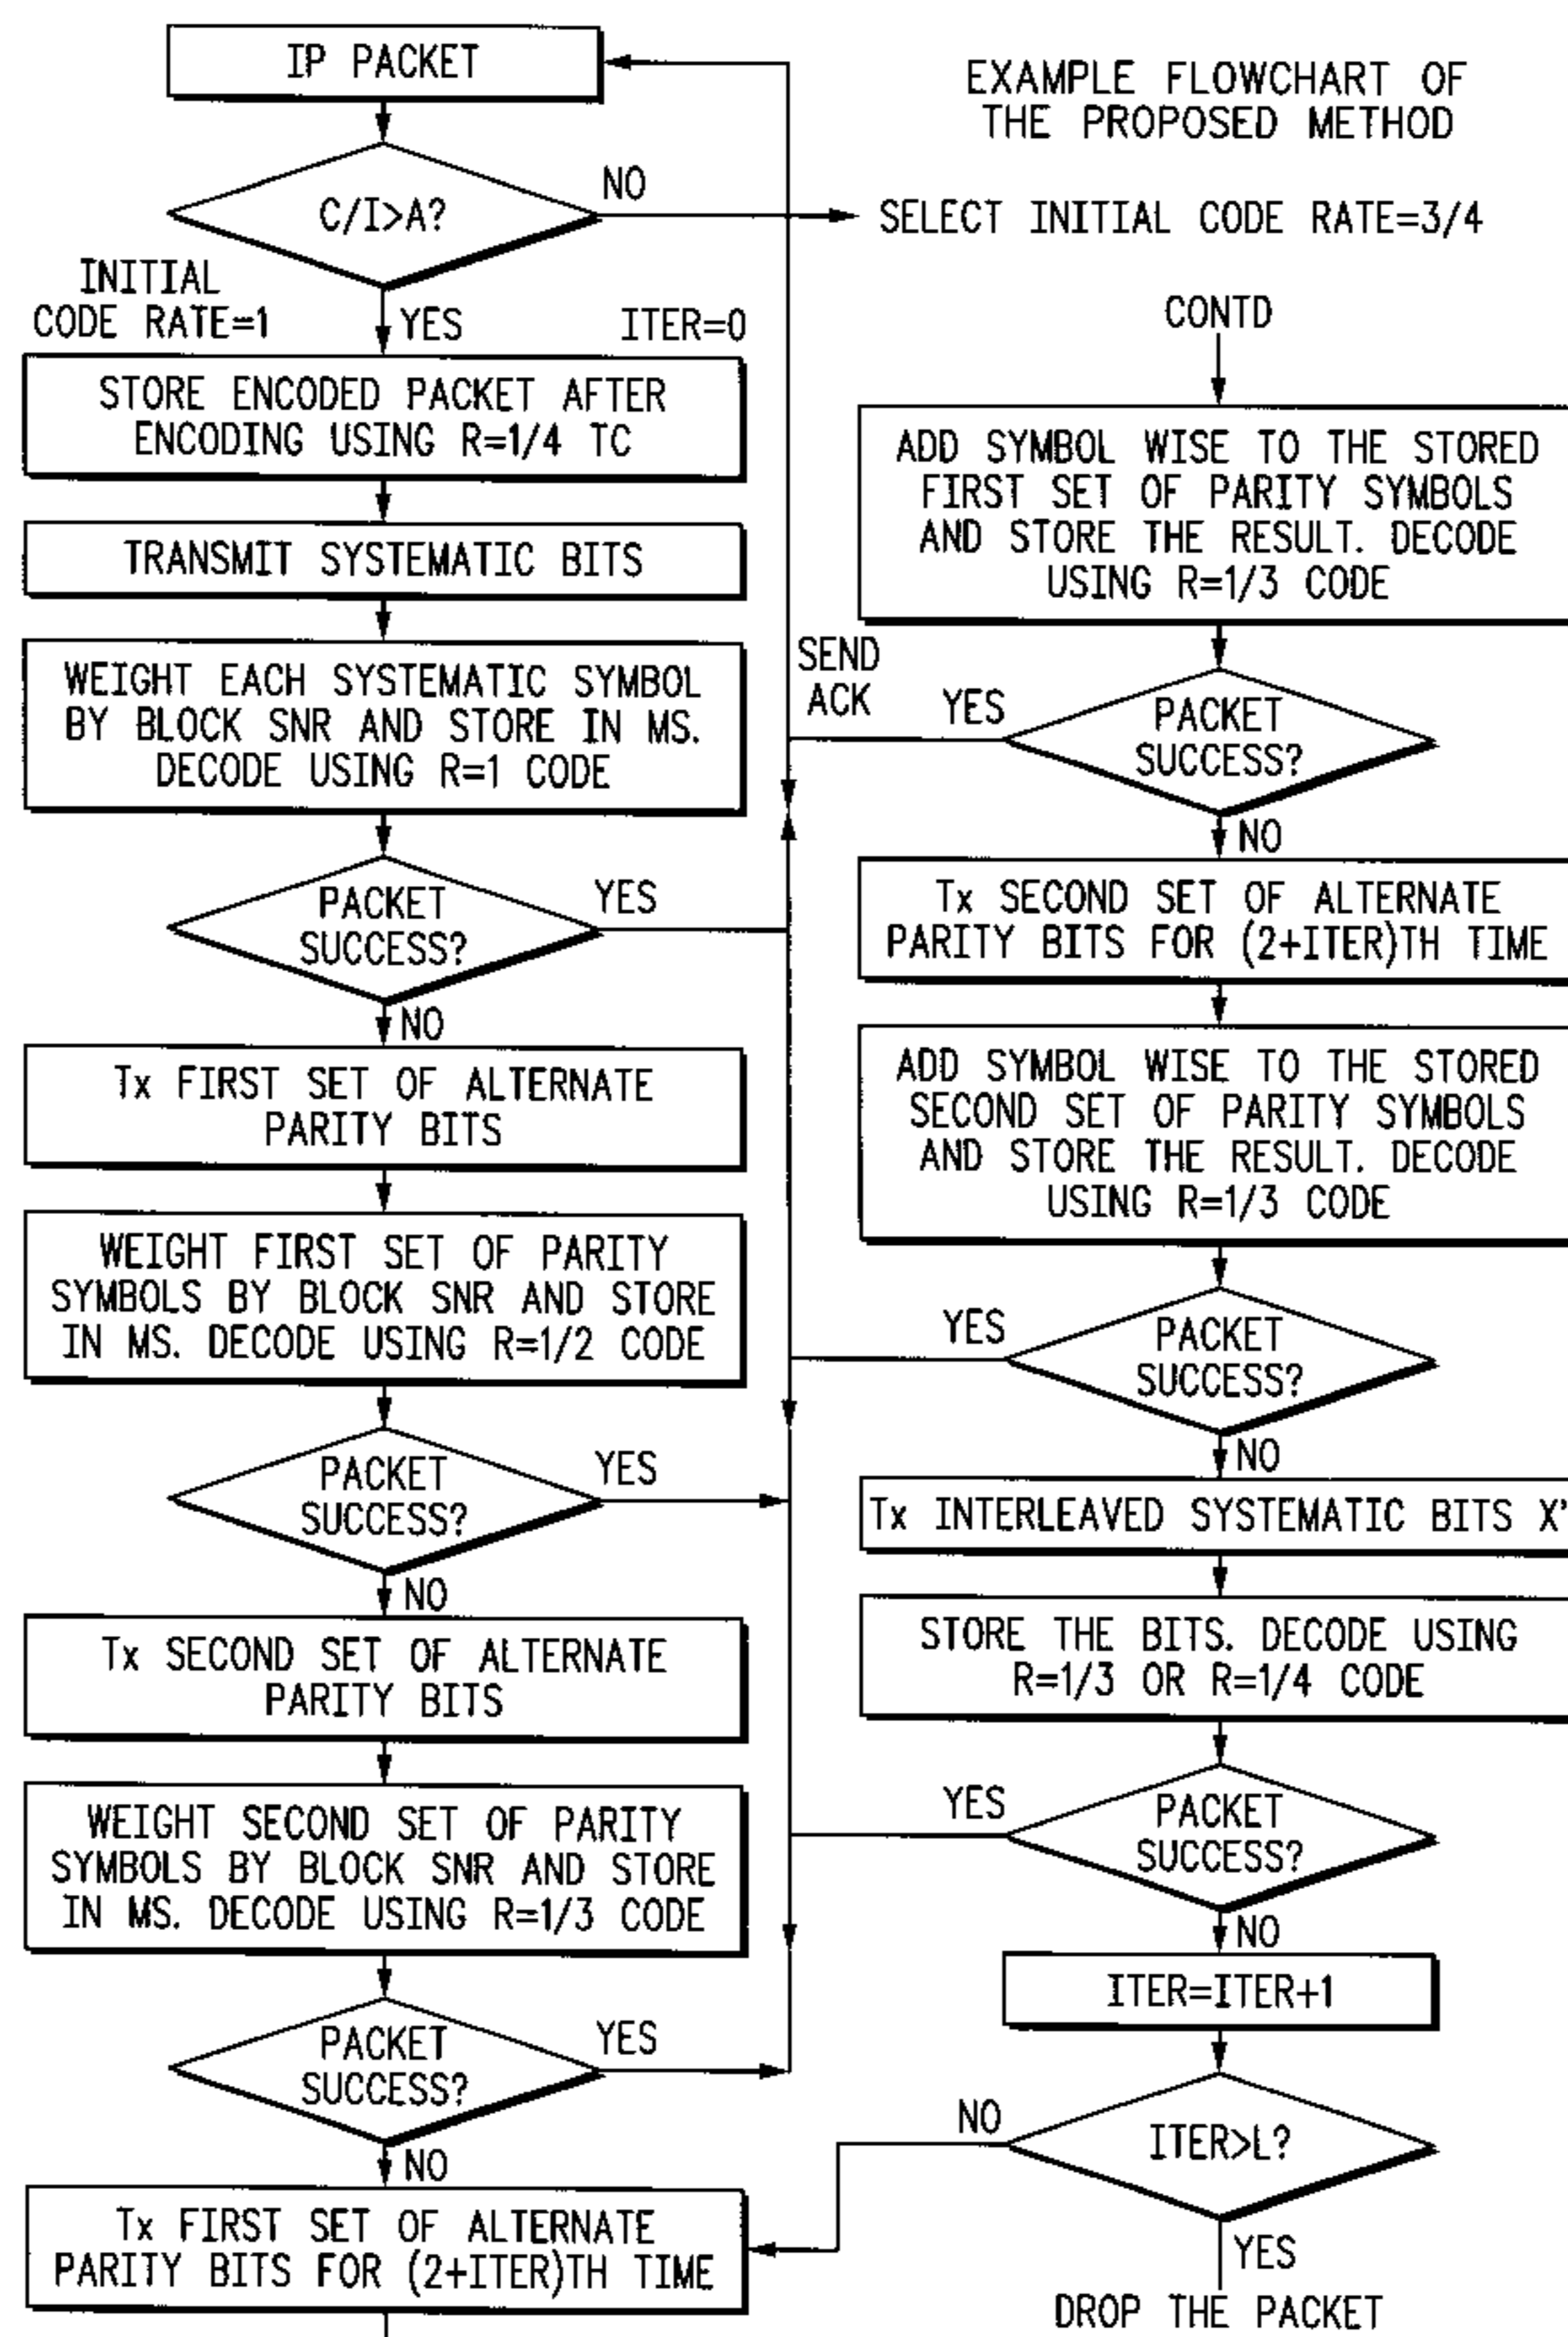 IP PACKET
EXAMPLE FLOWCHART OF
THE PROPOSED METHOD
C/I>A?
NO
SELECT INITIAL CODE RATE=3/4
INITIAL
CODE RATE=1
YES
ITER=0
STORE ENCODED PACKET AFTER
ENCODING USING R=1/4 TC
TRANSMIT SYSTEMATIC BITS
WEIGHT EACH SYSTEMATIC SYMBOL
BY BLOCK SNR AND STORE IN MS.
DECODE USING R=1 CODE
PACKET
SUCCESS?
YES
NO
Tx FIRST SET OF ALTERNATE
PARITY BITS
WEIGHT FIRST SET OF PARITY
SYMBOLS BY BLOCK SNR AND STORE
IN MS. DECODE USING R=1/2 CODE
PACKET
SUCCESS?
YES
NO
Tx SECOND SET OF ALTERNATE
PARITY BITS
WEIGHT SECOND SET OF PARITY
SYMBOLS BY BLOCK SNR AND STORE
IN MS. DECODE USING R=1/3 CODE
PACKET
SUCCESS?
YES
NO
Tx FIRST SET OF ALTERNATE
PARITY BITS FOR (2+ITER)TH TIME
CONTD
ADD SYMBOL WISE TO THE STORED
FIRST SET OF PARITY SYMBOLS
AND STORE THE RESULT. DECODE
USING R=1/3 CODE
SEND
ACK
YES
PACKET
SUCCESS?
NO
Tx SECOND SET OF ALTERNATE
PARITY BITS FOR (2+ITER)TH TIME
ADD SYMBOL WISE TO THE STORED
SECOND SET OF PARITY SYMBOLS
AND STORE THE RESULT. DECODE
USING R=1/3 CODE
YES
PACKET
SUCCESS?
NO
Tx INTERLEAVED SYSTEMATIC BITS X'
STORE THE BITS. DECODE USING
R=1/3 OR R=1/4 CODE
YES
PACKET
SUCCESS?
NO
ITER=ITER+1
NO
ITER>L?
YES
DROP THE PACKET